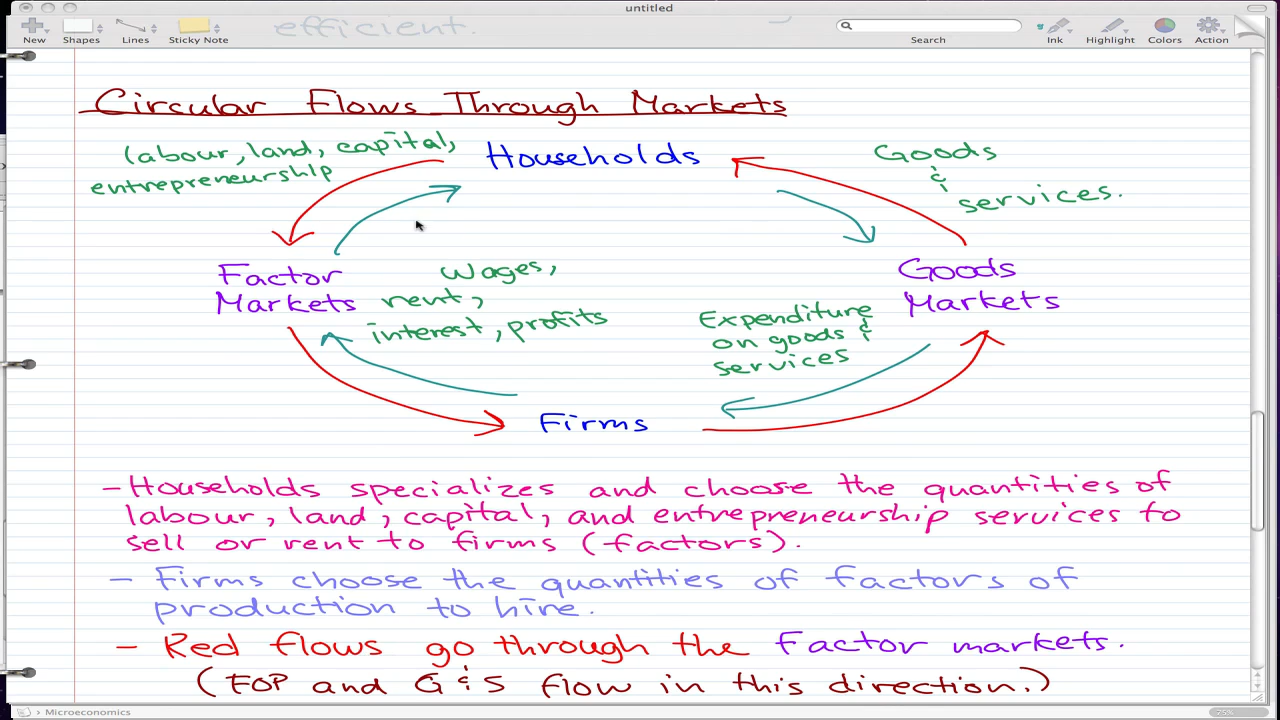 untitled
efficient.
New Shapes Lines Sticky Note Search Ink Highlight Colors Action
Circular Flows Through Markets
labour, land, capital,
entrepreneurship
Households
Goods
&
services.
Factor
Markets
Wages,
rent,
interest, profits
Goods
Markets
Expenditure
on goods &
services
Firms
- Households specializes and choose the quantities of
labour, land, capital, and entrepreneurship services to
sell or rent to firms (factors).
- Firms choose the quantities of factors of
production to hire.
- Red flows go through the Factor markets.
(FOP and G & S flow in this direction.)
Microeconomics